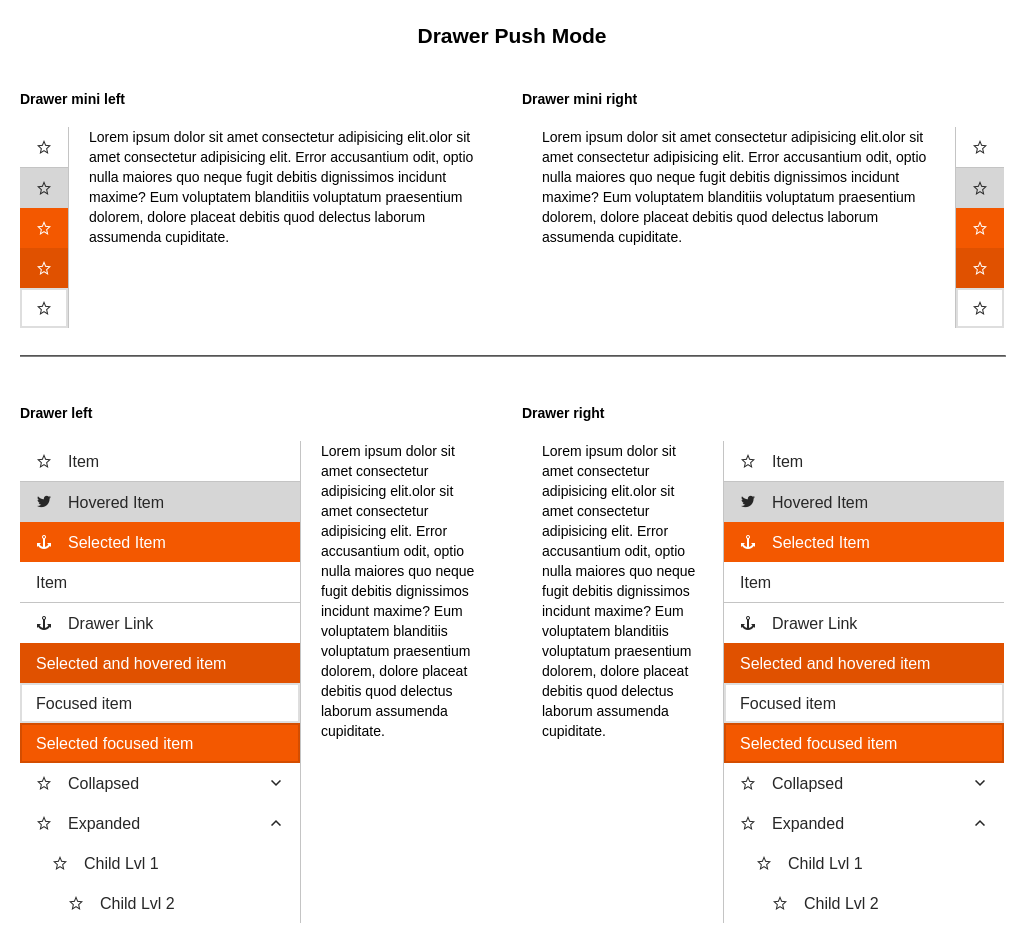 Drawer Push Mode
Drawer mini left
Lorem ipsum dolor sit amet consectetur adipisicing elit.olor sit
amet consectetur adipisicing elit. Error accusantium odit, optio
nulla maiores quo neque fugit debitis dignissimos incidunt
maxime? Eum voluptatem blanditiis voluptatum praesentium
dolorem, dolore placeat debitis quod delectus laborum
assumenda cupiditate.
Drawer mini right
Lorem ipsum dolor sit amet consectetur adipisicing elit.olor sit
amet consectetur adipisicing elit. Error accusantium odit, optio
nulla maiores quo neque fugit debitis dignissimos incidunt
maxime? Eum voluptatem blanditiis voluptatum praesentium
dolorem, dolore placeat debitis quod delectus laborum
assumenda cupiditate.
Drawer left
Item
Hovered Item
Selected Item
Item
Drawer Link
Selected and hovered item
Focused item
Selected focused item
Collapsed
Expanded
Child Lvl 1
Child Lvl 2
Lorem ipsum dolor sit
amet consectetur
adipisicing elit.olor sit
amet consectetur
adipisicing elit. Error
accusantium odit, optio
nulla maiores quo neque
fugit debitis dignissimos
incidunt maxime? Eum
voluptatem blanditiis
voluptatum praesentium
dolorem, dolore placeat
debitis quod delectus
laborum assumenda
cupiditate.
Drawer right
Lorem ipsum dolor sit
amet consectetur
adipisicing elit.olor sit
amet consectetur
adipisicing elit. Error
accusantium odit, optio
nulla maiores quo neque
fugit debitis dignissimos
incidunt maxime? Eum
voluptatem blanditiis
voluptatum praesentium
dolorem, dolore placeat
debitis quod delectus
laborum assumenda
cupiditate.
Item
Hovered Item
Selected Item
Item
Drawer Link
Selected and hovered item
Focused item
Selected focused item
Collapsed
Expanded
Child Lvl 1
Child Lvl 2